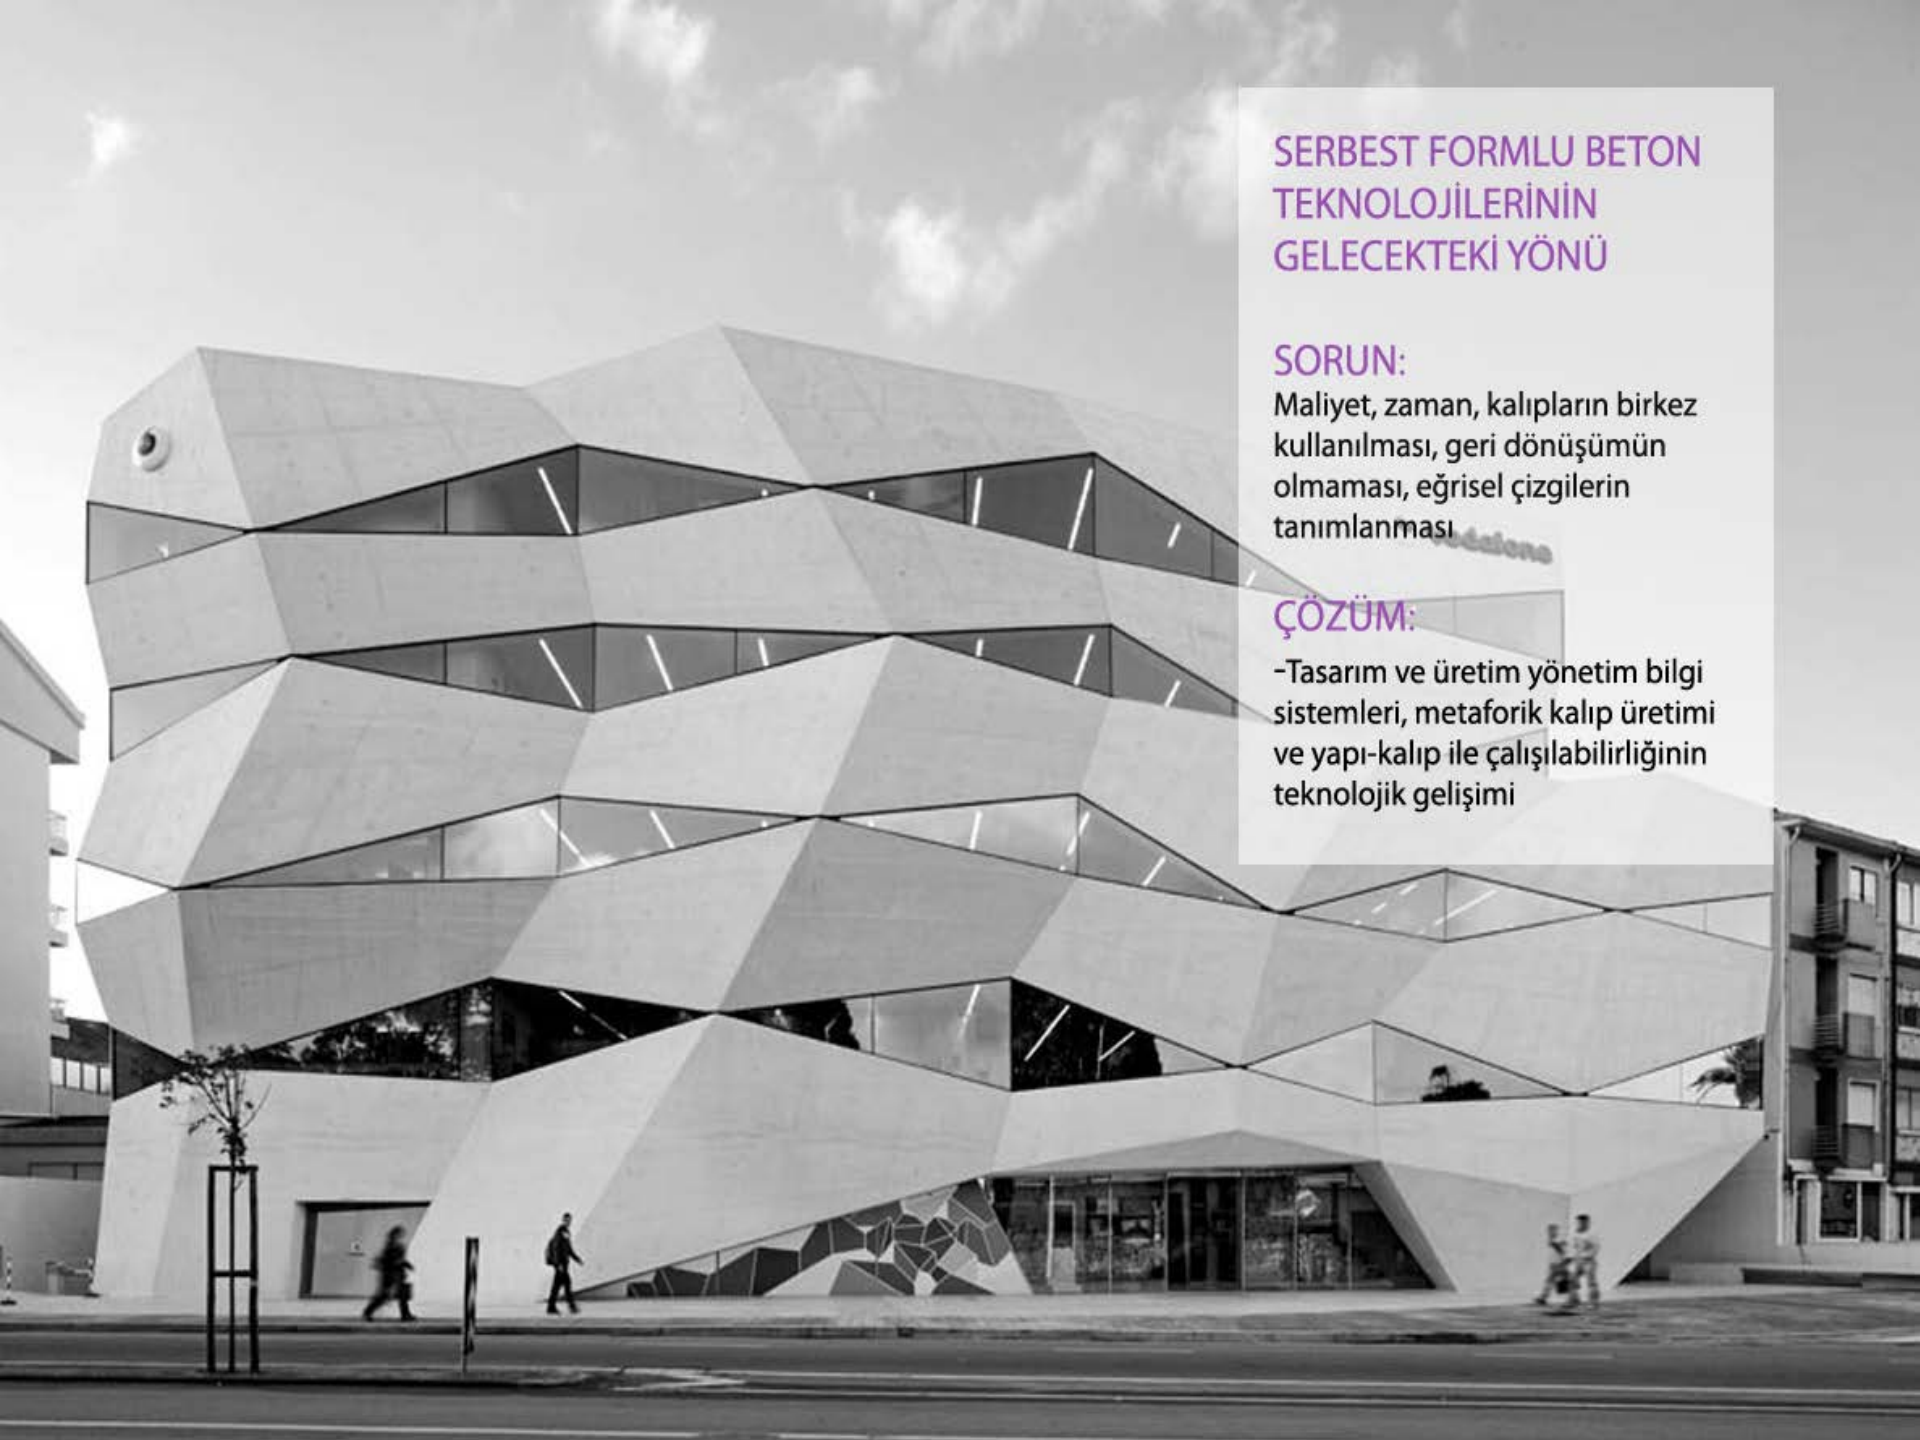 SERBEST FORMLU BETON
TEKNOLOJİLERİNİN
GELECEKTEKİ YÖNÜ
SORUN:
Maliyet, zaman, kalıpların birkez
kullanılması, geri dönüşümün
olmaması, eğrisel çizgilerin
tanımlanması
vodafone
ÇÖZÜM:
-Tasarım ve üretim yönetim bilgi
sistemleri, metaforik kalıp üretimi
ve yapı-kalıp ile çalışılabilirliğinin
teknolojik gelişimi